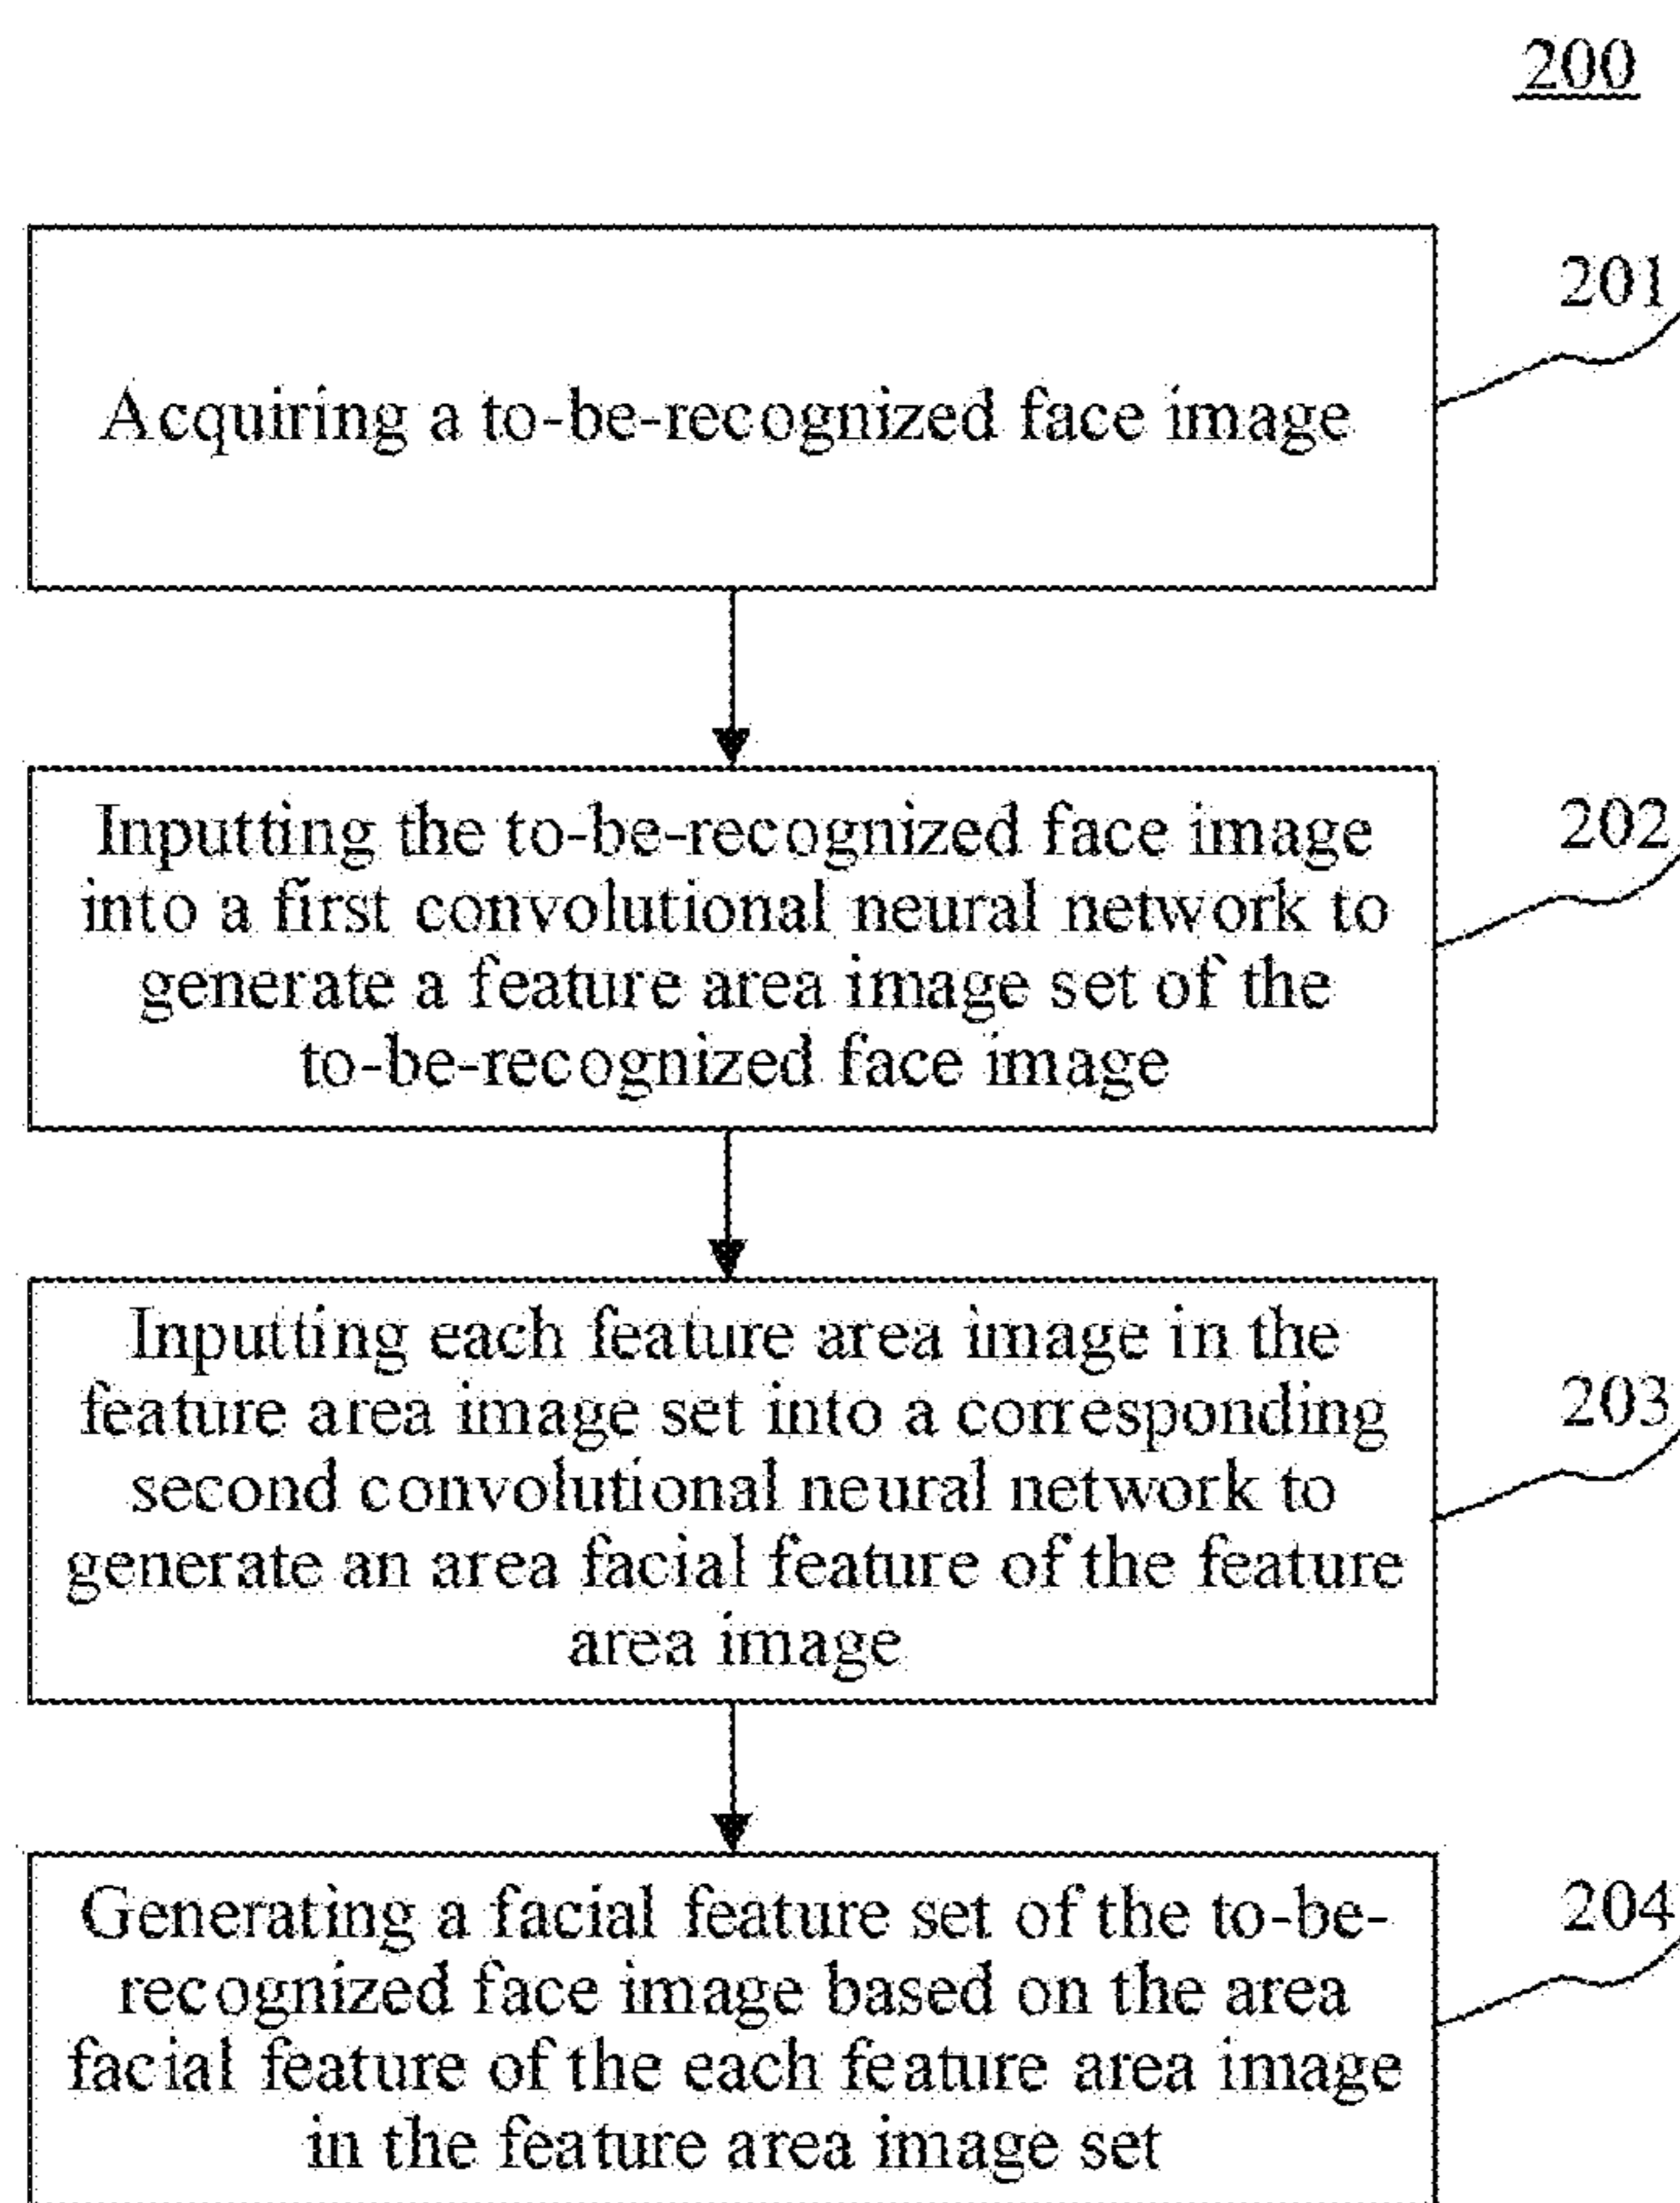 200
201
Acquiring a to-be-recognized face image
202
Inputting the to-be-recognized face image
into a first convolutional neural network to
generate a feature area image set of the
to-be-recognized face image
203
Inputting each feature area image in the
feature area image set into a corresponding
second convolutional neural network to
generate an area facial feature of the feature
area image
204
Generating a facial feature set of the to-be-
recognized face image based on the area
facial feature of the each feature area image
in the feature area image set